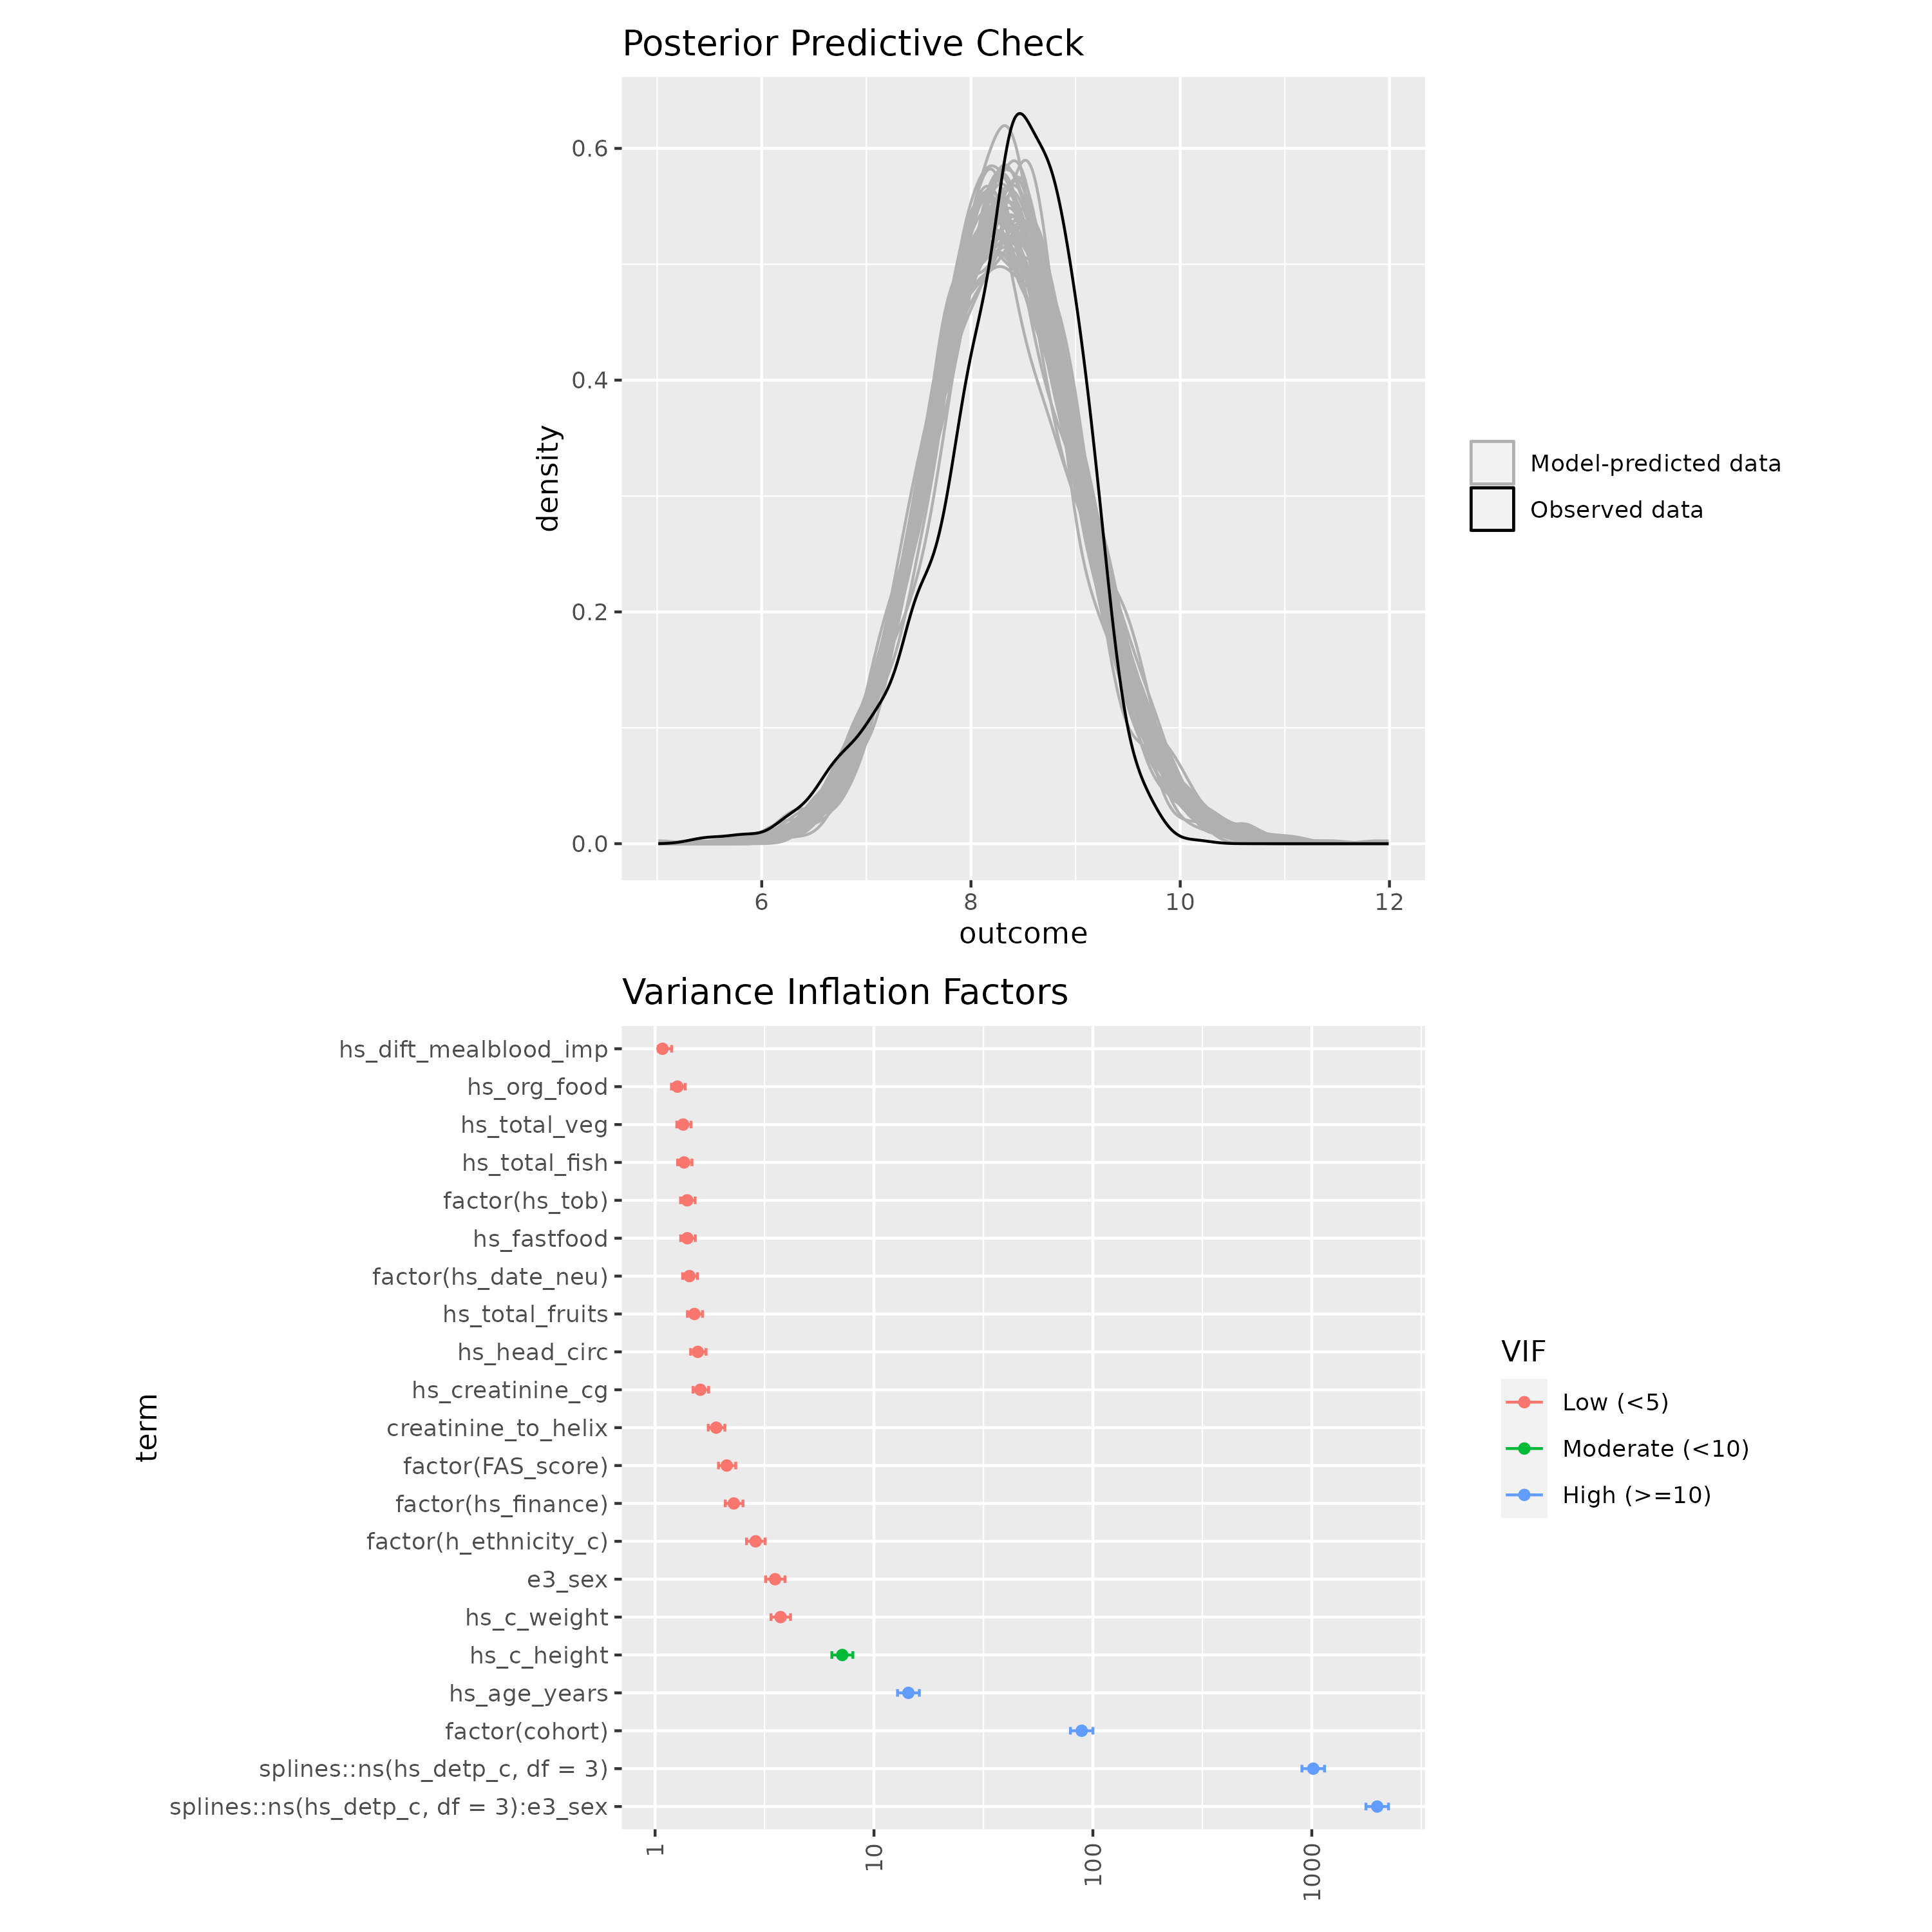 Posterior Predictive Check
0.6
0.4
0.2
0.0
density
6
8
10
12
outcome
Model-predicted data
Observed data
Variance Inflation Factors
hs_dift_mealblood_imp
hs_org_food
hs_total_veg
hs_total_fish
factor(hs_tob)
hs_fastfood
factor(hs_date_neu)
hs_total_fruits
hs_head_circ
hs_creatinine_cg
creatinine_to_helix
factor(FAS_score)
factor(hs_finance)
factor(h_ethnicity_c)
e3_sex
hs_c_weight
hs_c_height
hs_age_years
factor(cohort)
splines::ns(hs_detp_c, df = 3)
splines::ns(hs_detp_c, df = 3):e3_sex
term
1
10
100
1000
VIF
Low (<5)
Moderate (<10)
High (>=10)